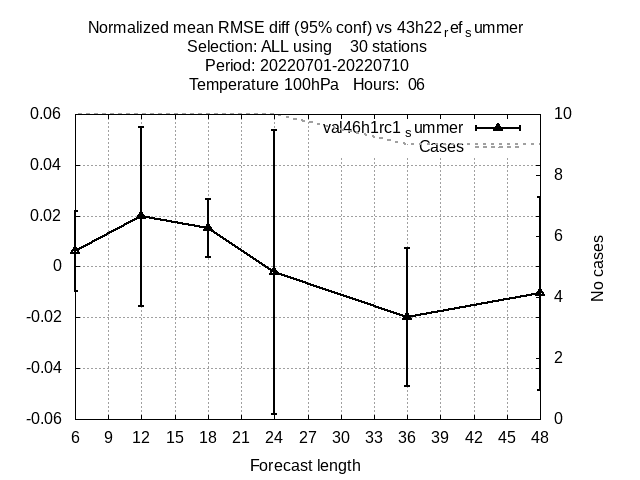 Normalized mean RMSE diff (95% conf) vs 43h22refsummer
Selection: ALL using 30 stations
Period: 20220701-20220710
Temperature 100hPa Hours: 06
0.06
0.04
0.02
0
-0.02
-0.04
-0.06
val46h1rc1summer
Cases
10
8
6
4
2
0
No cases
6 9 12 15 18 21 24 27 30 33 36 39 42 45 48
Forecast length